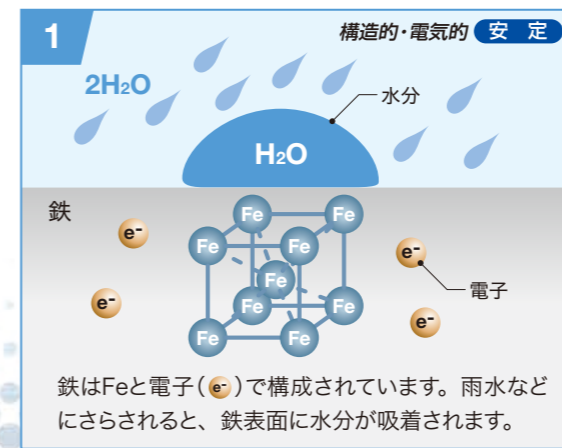 1
構造的・電気的 安 定
2H₂O
水分
H₂O
鉄
Fe
Fe
Fe
Fe
Fe
Fe
Fe
Fe
Fe
e-
e-
e-
e-
電子
鉄はFeと電子(e-)で構成されています。雨水など
にさらされると、鉄表面に水分が吸着されます。